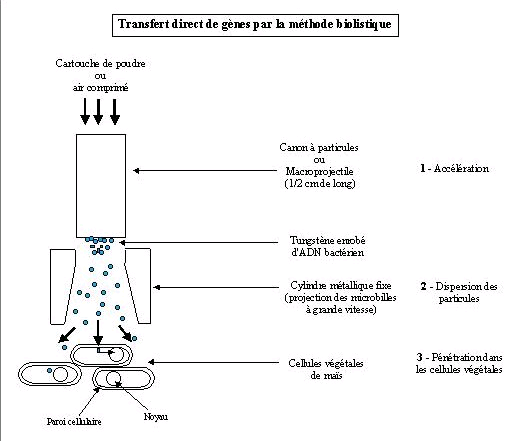 Transfert direct de gènes par la méthode biolistique
Cartouche de poudre
ou
air comprimé
Canon à particules
ou
Macroprojectile
(1/2 cm de long)
1 - Accélération
Tungstène enrobé
d'ADN bactérien
Cylindre métallique fixe
(projection des microbilles
à grande vitesse)
2 - Dispersion des
particules
Cellules végétales
de maïs
3 - Pénétration dans
les cellules végétales
Paroi cellulaire
Noyau